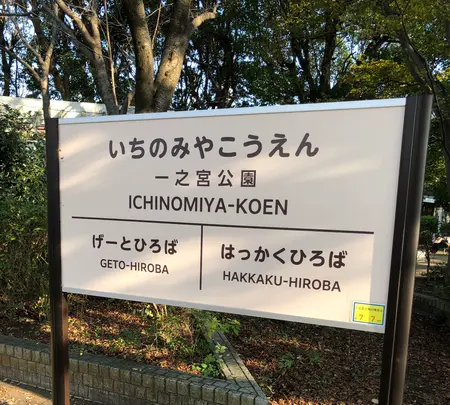 いちのみやこうえん
一之宮公園
ICHINOMIYA-KOEN
げーとひろば
GETO-HIROBA
はっかくひろば
HAKKAKU-HIROBA